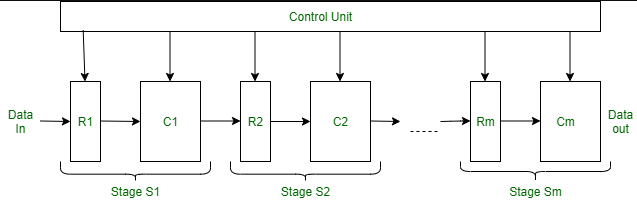 Control Unit
Data
In
R1
C1
R2
C2
-----
Rm
Cm
Data
out
Stage S1
Stage S2
Stage Sm